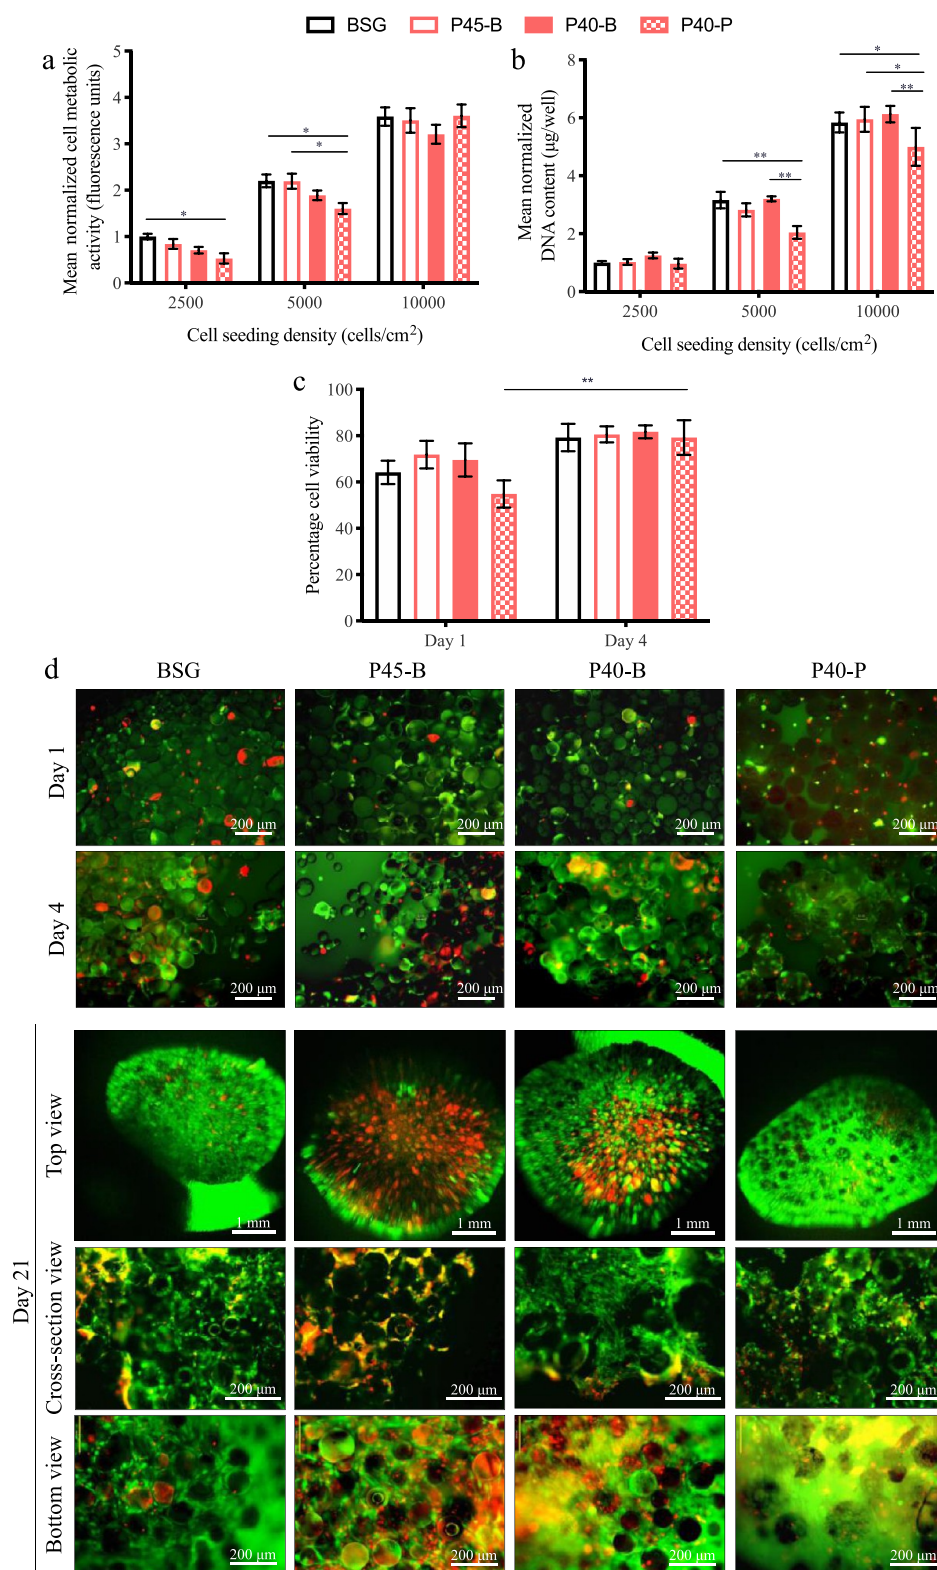 BSG P45-B P40-B P40-P
a
Mean normalized cell metabolic
activity (fluorescence units)
5
4
3
2
1
0
*
*
*
2500 5000 10000
Cell seeding density (cells/cm²)
b
Mean normalized
DNA content (µg/well)
8
6
4
2
0
**
**
*
*
**
2500 5000 10000
Cell seeding density (cells/cm²)
c
Percentage cell viability
100
80
60
40
20
0
**
Day 1 Day 4
d
BSG P45-B P40-B P40-P
Day 1
200 µm 200 µm 200 µm 200 µm
Day 4
200 µm 200 µm 200 µm 200 µm
Day 21
Top view
1 mm 1 mm 1 mm 1 mm
Cross-section view
200 µm 200 µm 200 µm 200 µm
Bottom view
200 µm 200 µm 200 µm 200 µm